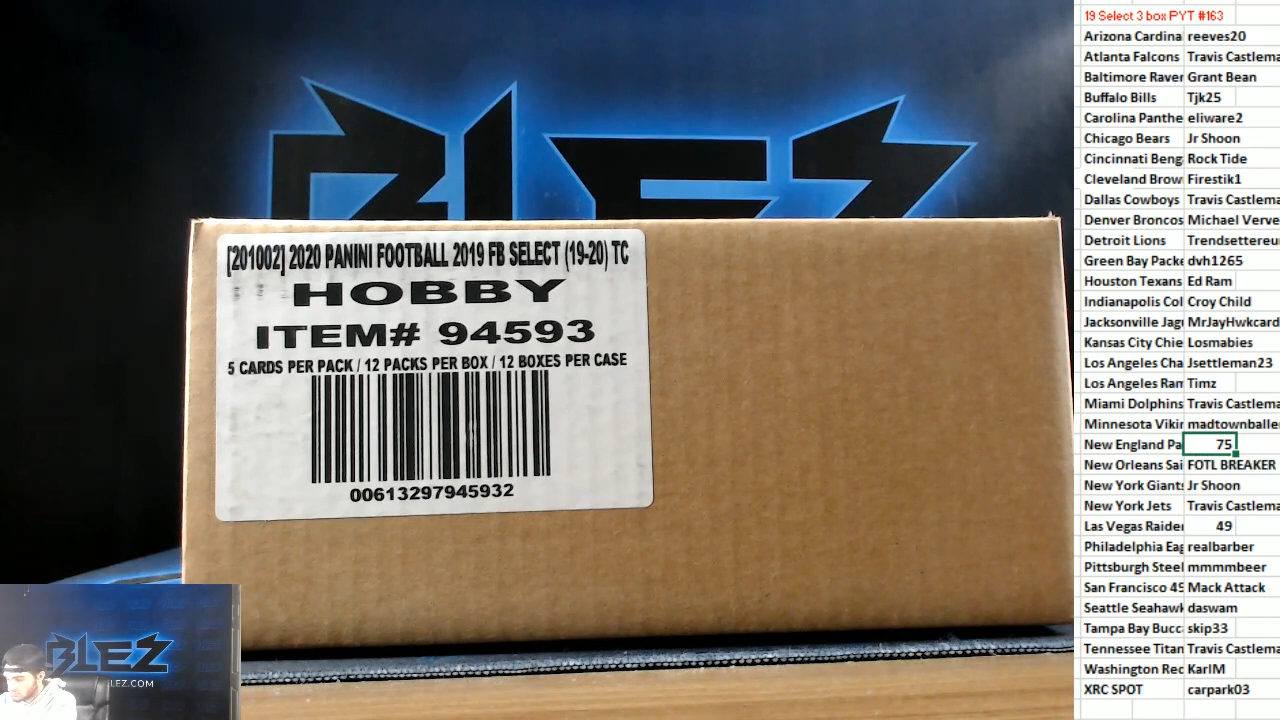 BLEZ
[201002] 2020 PANINI FOOTBALL 2019 FB SELECT (19-20) TC
HOBBY
ITEM# 94593
5 CARDS PER PACK / 12 PACKS PER BOX / 12 BOXES PER CASE
00613297945932
BLEZ
LEZ.COM
19 Select 3 box PYT #163
Arizona Cardina reeves20
Atlanta Falcons Travis Castlema
Baltimore Raver Grant Bean
Buffalo Bills Tjk25
Carolina Panthe eliware2
Chicago Bears Jr Shoon
Cincinnati Beng Rock Tide
Cleveland Brow Firestik1
Dallas Cowboys Travis Castlema
Denver Broncos Michael Verve
Detroit Lions Trendsettereu
Green Bay Packe dvh1265
Houston Texans Ed Ram
Indianapolis Col Croy Child
Jacksonville Jagu MrJayHwkcard
Kansas City Chie Losmabies
Los Angeles Cha Jsettleman23
Los Angeles Ram Timz
Miami Dolphins Travis Castlema
Minnesota Vikin madtownballe
New England Pa 75
New Orleans Sai FOTL BREAKER
New York Giants Jr Shoon
New York Jets Travis Castlema
Las Vegas Raider 49
Philadelphia Eag realbarber
Pittsburgh Steel mmmmbeer
San Francisco 49 Mack Attack
Seattle Seahawk daswam
Tampa Bay Bucc skip33
Tennessee Titan Travis Castlema
Washington Rec KarlM
XRC SPOT carpark03